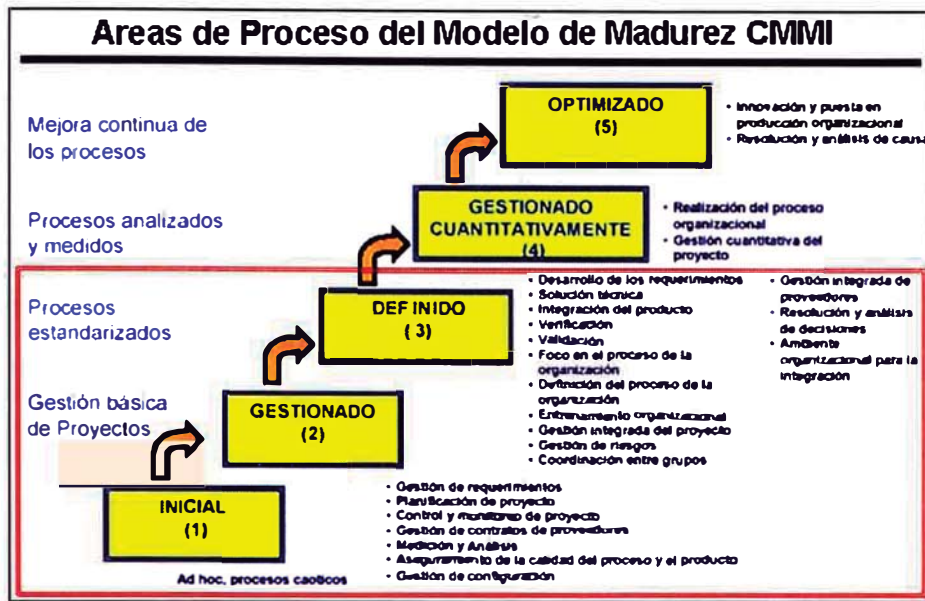 Areas de Proceso del Modelo de Madurez CMMI
Mejora continua de
los procesos
OPTIMIZADO
(5)
• Innovación y puesta en
producción organizacional
• Resolución y análisis de causa
Procesos analizados
y medidos
GESTIONADO
CUANTITATIVAMENTE
(4)
• Realización del proceso
organizacional
• Gestión cuantitativa del
proyecto
Procesos
estandarizados
DEFINIDO
( 3)
• Desarrollo de los requerimientos
• Solución técnica
• Integración del producto
• Verificación
• Validación
• Foco en el proceso de la
organización
• Definición del proceso de la
organización
• Entrenamiento organizacional
• Gestión integrada del proyecto
• Gestión de riesgos
• Coordinación entre grupos
• Gestión integrada de
proveedores
• Resolución y análisis
de decisiones
• Ambiente
organizacional para la
integración
Gestión básica
de Proyectos
GESTIONADO
(2)
INICIAL
(1)
• Gestión de requerimientos
• Planificación de proyecto
• Control y monitoreo de proyecto
• Gestión de contratos de proveedores
• Medición y Análisis
• Aseguramiento de la calidad del proceso y el producto
• Gestión de configuración
Ad hoc, procesos caoticos